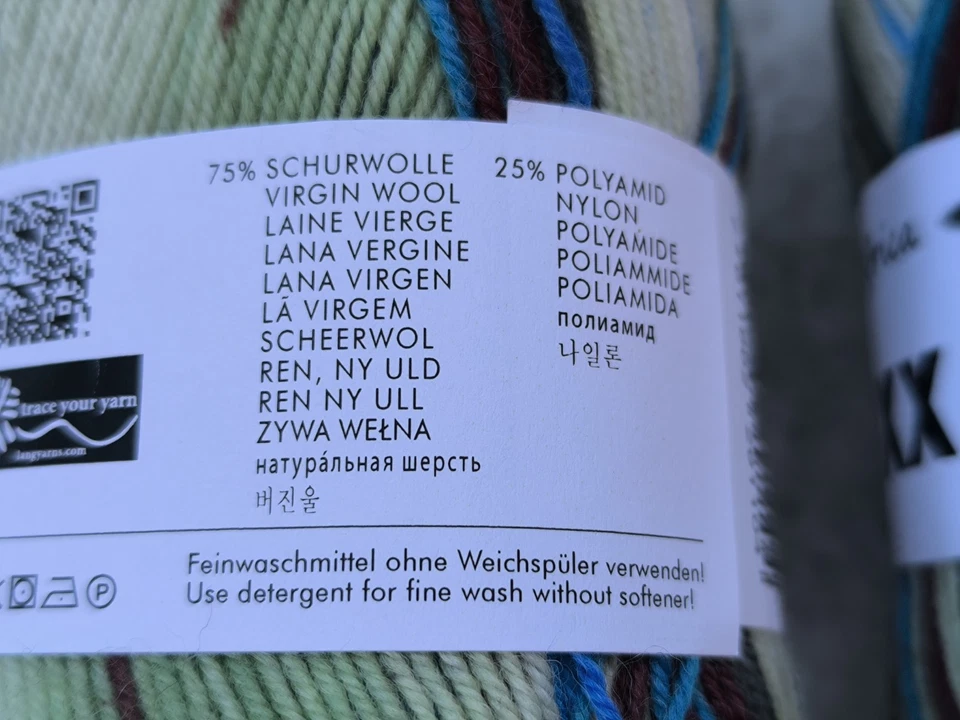 75% SCHURWOLLE
VIRGIN WOOL
LAINE VIERGE
LANA VERGINE
LANA VIRGEN
LÃ VIRGEM
SCHEERWOL
REN, NY ULD
REN NY ULL
ZYWA WEŁNA
натура́льная шерсть
버진울
25% POLYAMID
NYLON
POLYAMIDE
POLIAMMIDE
POLIAMIDA
полиамид
나일론
trace your yarn
langyarns.com
Feinwaschmittel ohne Weichspüler verwenden!
Use detergent for fine wash without softener!
P